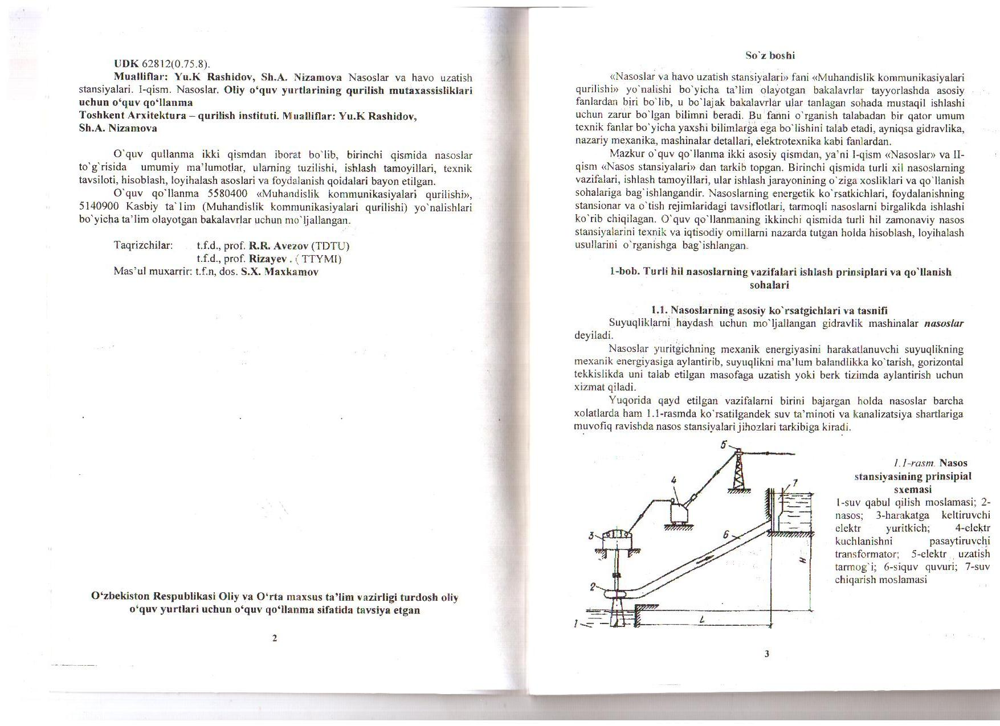 UDK 62812(0.75.8).
Mualliflar: Yu.K Rashidov, Sh.A. Nizamova Nasoslar va havo uzatish
stansiyalari. I-qism. Nasoslar. Oliy o‘quv yurtlarining qurilish mutaxassisliklari
uchun o‘quv qo‘llanma
Toshkent Arxitektura – qurilish instituti. Mualliflar: Yu.K Rashidov,
Sh.A. Nizamova
O`quv qullanma ikki qismdan iborat bo`lib, birinchi qismida nasoslar
to`g`risida umumiy ma’lumotlar, ularning tuzilishi, ishlash tamoyillari, texnik
tavsiloti, hisoblash, loyihalash asoslari va foydalanish qoidalari bayon etilgan.
O`quv qo`llanma 5580400 «Muhandislik kommunikasiyalari qurilishi»,
5140900 Kasbiy ta`lim (Muhandislik kommunikasiyalari qurilishi) yo`nalishlari
bo`yicha ta’lim olayotgan bakalavrlar uchun mo`ljallangan.
Taqrizchilar: t.f.d., prof. R.R. Avezov (TDTU)
t.f.d., prof. Rizayev . ( TTYMI)
Mas’ul muxarrir: t.f.n, dos. S.X. Maxkamov
O‘zbekiston Respublikasi Oliy va O‘rta maxsus ta’lim vazirligi turdosh oliy
o‘quv yurtlari uchun o‘quv qo‘llanma sifatida tavsiya etgan
2
So`z boshi
«Nasoslar va havo uzatish stansiyalari» fani «Muhandislik kommunikasiyalari
qurilishi» yo`nalishi bo`yicha ta’lim olayotgan bakalavrlar tayyorlashda asosiy
fanlardan biri bo`lib, u bo`lajak bakalavrlar ular tanlagan sohada mustaqil ishlashi
uchun zarur bo`lgan bilimni beradi. Bu fanni o`rganish talabadan bir qator umum
texnik fanlar bo`yicha yaxshi bilimlarga ega bo`lishini talab etadi, ayniqsa gidravlika,
nazariy mexanika, mashinalar detallari, elektrotexnika kabi fanlardan.
Mazkur o`quv qo`llanma ikki asosiy qismdan, ya’ni I-qism «Nasoslar» va II-
qism «Nasos stansiyalari» dan tarkib topgan. Birinchi qismida turli xil nasoslarning
vazifalari, ishlash tamoyillari, ular ishlash jarayonining o`ziga xosliklari va qo`llanish
sohalariga bag`ishlangandir. Nasoslarning energetik ko`rsatkichlari, foydalanishning
stansionar va o`tish rejimlaridagi tavsiflotlari, tarmoqli nasoslarni birgalikda ishlashi
ko`rib chiqilagan. O`quv qo`llanmaning ikkinchi qismida turli hil zamonaviy nasos
stansiyalarini texnik va iqtisodiy omillarni nazarda tutgan holda hisoblash, loyihalash
usullarini o`rganishga bag`ishlangan.
1-bob. Turli hil nasoslarning vazifalari ishlash prinsiplari va qo`llanish
sohalari
1.1. Nasoslarning asosiy ko`rsatgichlari va tasnifi
Suyuqliklarni haydash uchun mo`ljallangan gidravlik mashinalar nasoslar
deyiladi.
Nasoslar yuritgichning mexanik energiyasini harakatlanuvchi suyuqlikning
mexanik energiyasiga aylantirib, suyuqlikni ma’lum balandlikka ko`tarish, gorizontal
tekkislikda uni talab etilgan masofaga uzatish yoki berk tizimda aylantirish uchun
xizmat qiladi.
Yuqorida qayd etilgan vazifalarni birini bajargan holda nasoslar barcha
xolatlarda ham 1.1-rasmda ko`rsatilgandek suv ta’minoti va kanalizatsiya shartlariga
muvofiq ravishda nasos stansiyalari jihozlari tarkibiga kiradi.
5
4
7
3
6
H
2
L
1
1.1-rasm. Nasos
stansiyasining prinsipial
sxemasi
1-suv qabul qilish moslamasi; 2-
nasos; 3-harakatga keltiruvchi
elektr yuritkich; 4-elektr
kuchlanishni pasaytiruvchi
transformator; 5-elektr uzatish
tarmog`i; 6-siquv quvuri; 7-suv
chiqarish moslamasi
3